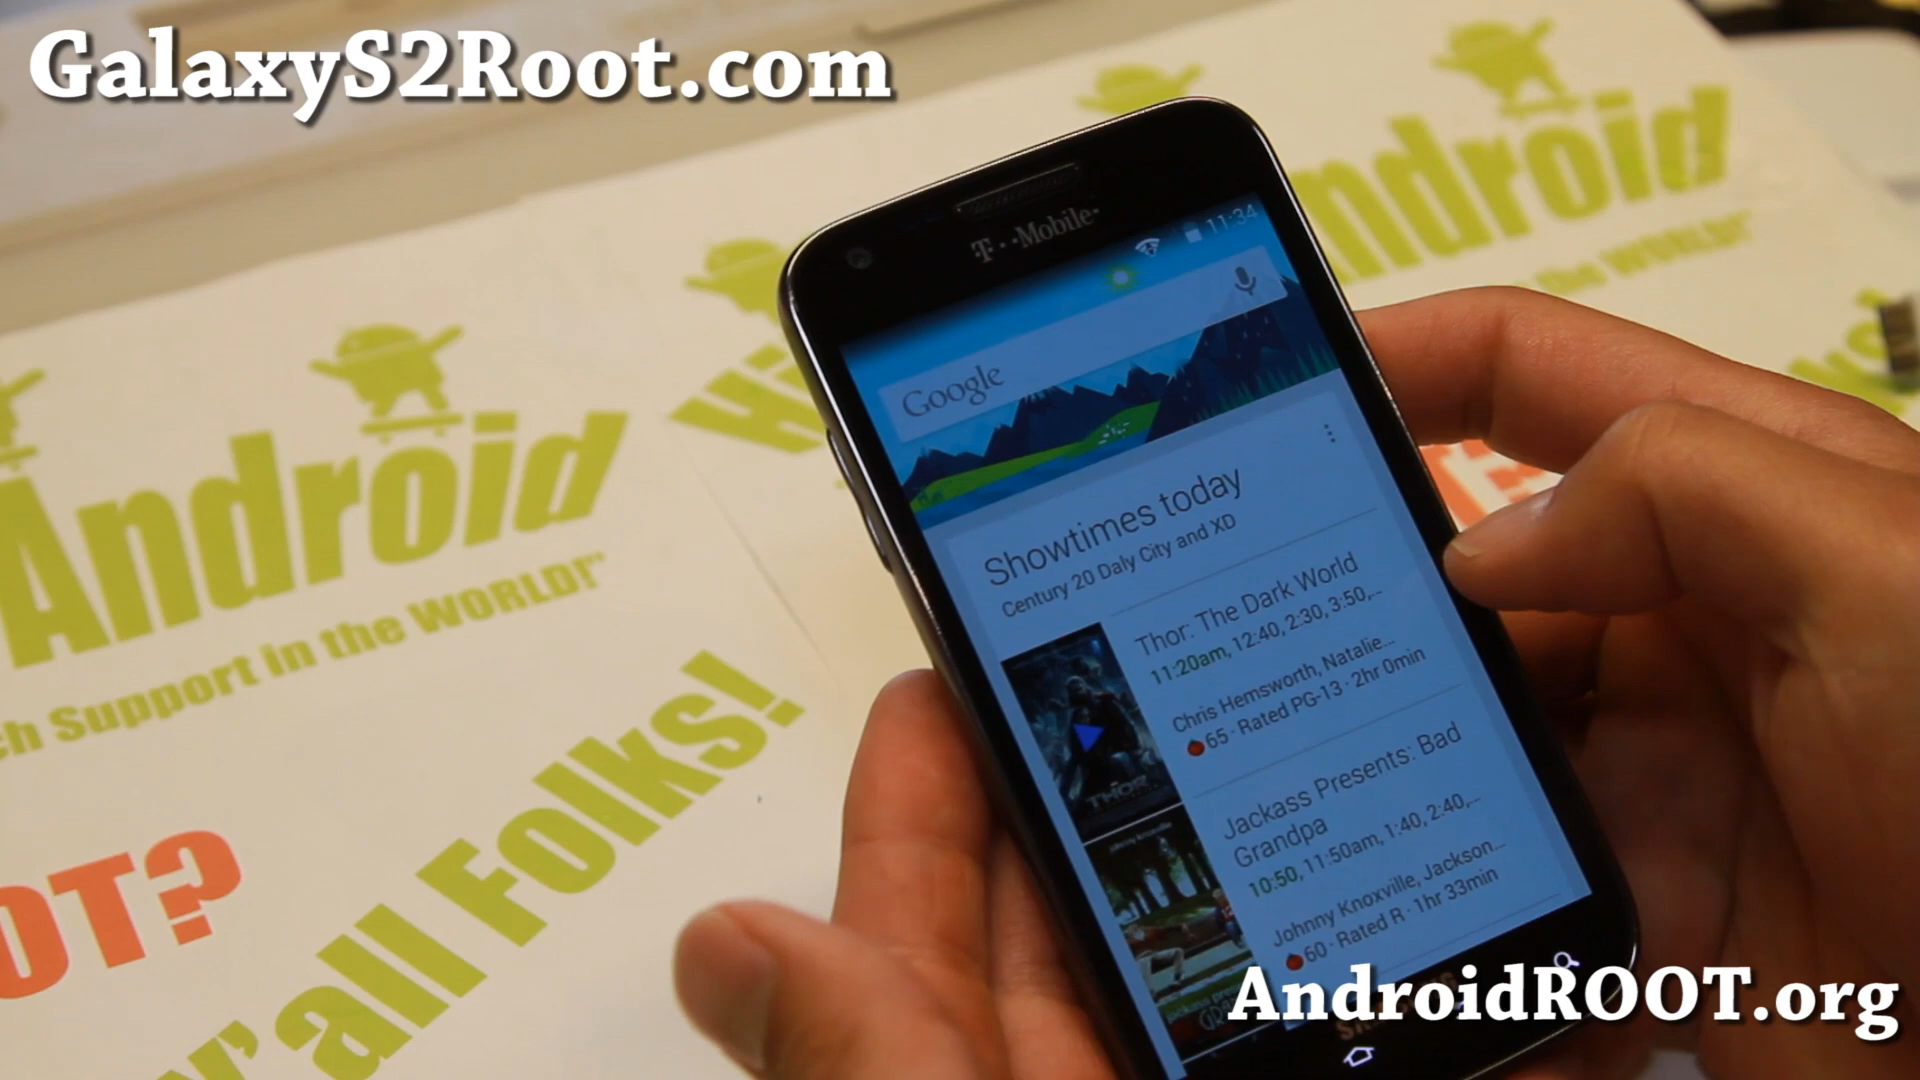 GalaxyS2Root.com
T··Mobile·
11:34
Google
Showtimes today
Century 20 Daly City and XD
Thor: The Dark World
11:20am, 12:40, 2:30, 3:50,...
Chris Hemsworth, Natalie...
65 · Rated PG-13 · 2hr 0min
THOR
Jackass Presents: Bad
Grandpa
10:50, 11:50am, 1:40, 2:40,...
Johnny Knoxville, Jackson...
60 · Rated R · 1hr 33min
Android
ndroid
the WORLD!
Android
ch Support in the WORLD!
OT?
y'all Folks!
AndroidROOT.org